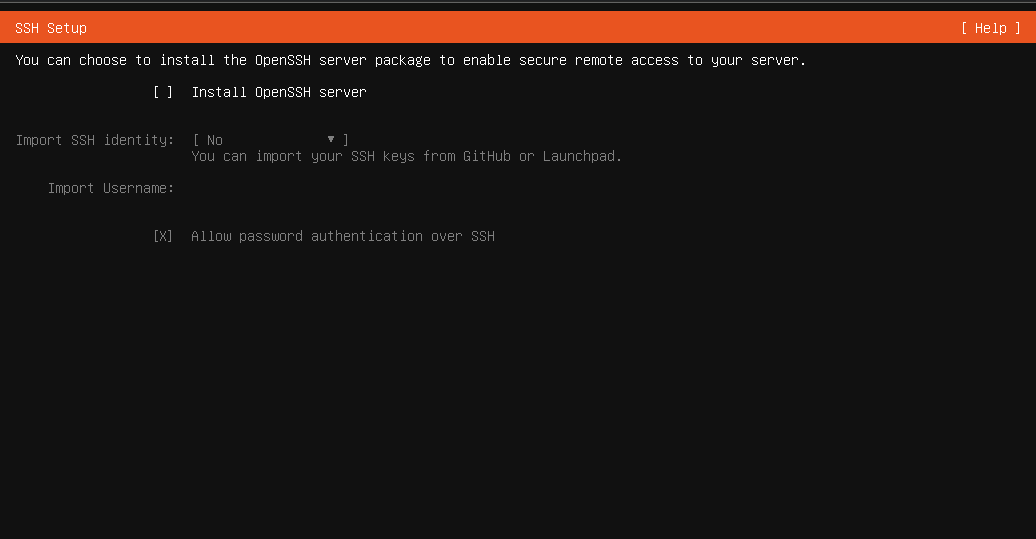 SSH Setup [ Help ]
You can choose to install the OpenSSH server package to enable secure remote access to your server.
[ ] Install OpenSSH server
Import SSH identity: [ No ▼ ]
You can import your SSH keys from GitHub or Launchpad.
Import Username:
[X] Allow password authentication over SSH